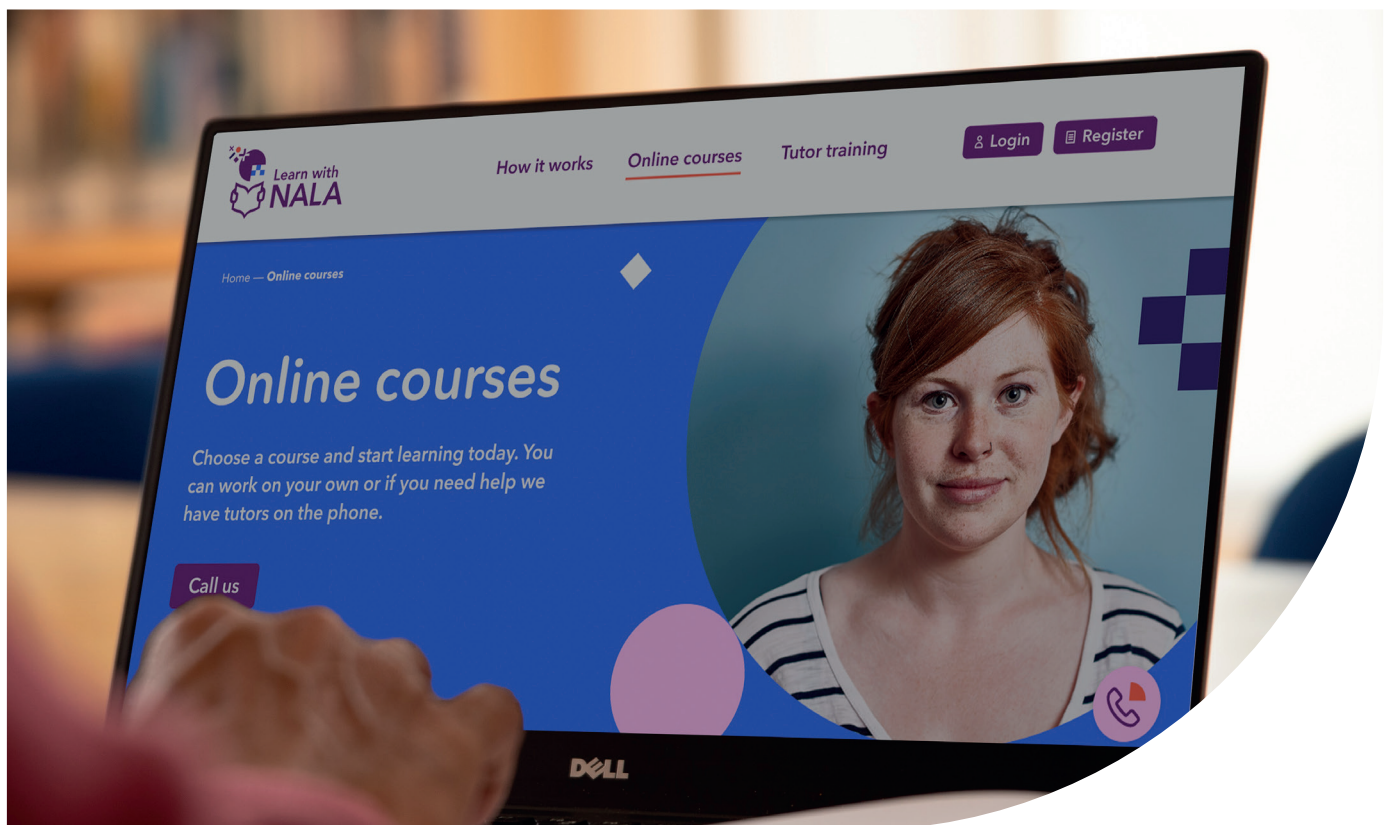 Learn with
NALA
How it works
Online courses
Tutor training
Login
Register
Home — Online courses
Online courses
Choose a course and start learning today. You
can work on your own or if you need help we
have tutors on the phone.
Call us
DELL